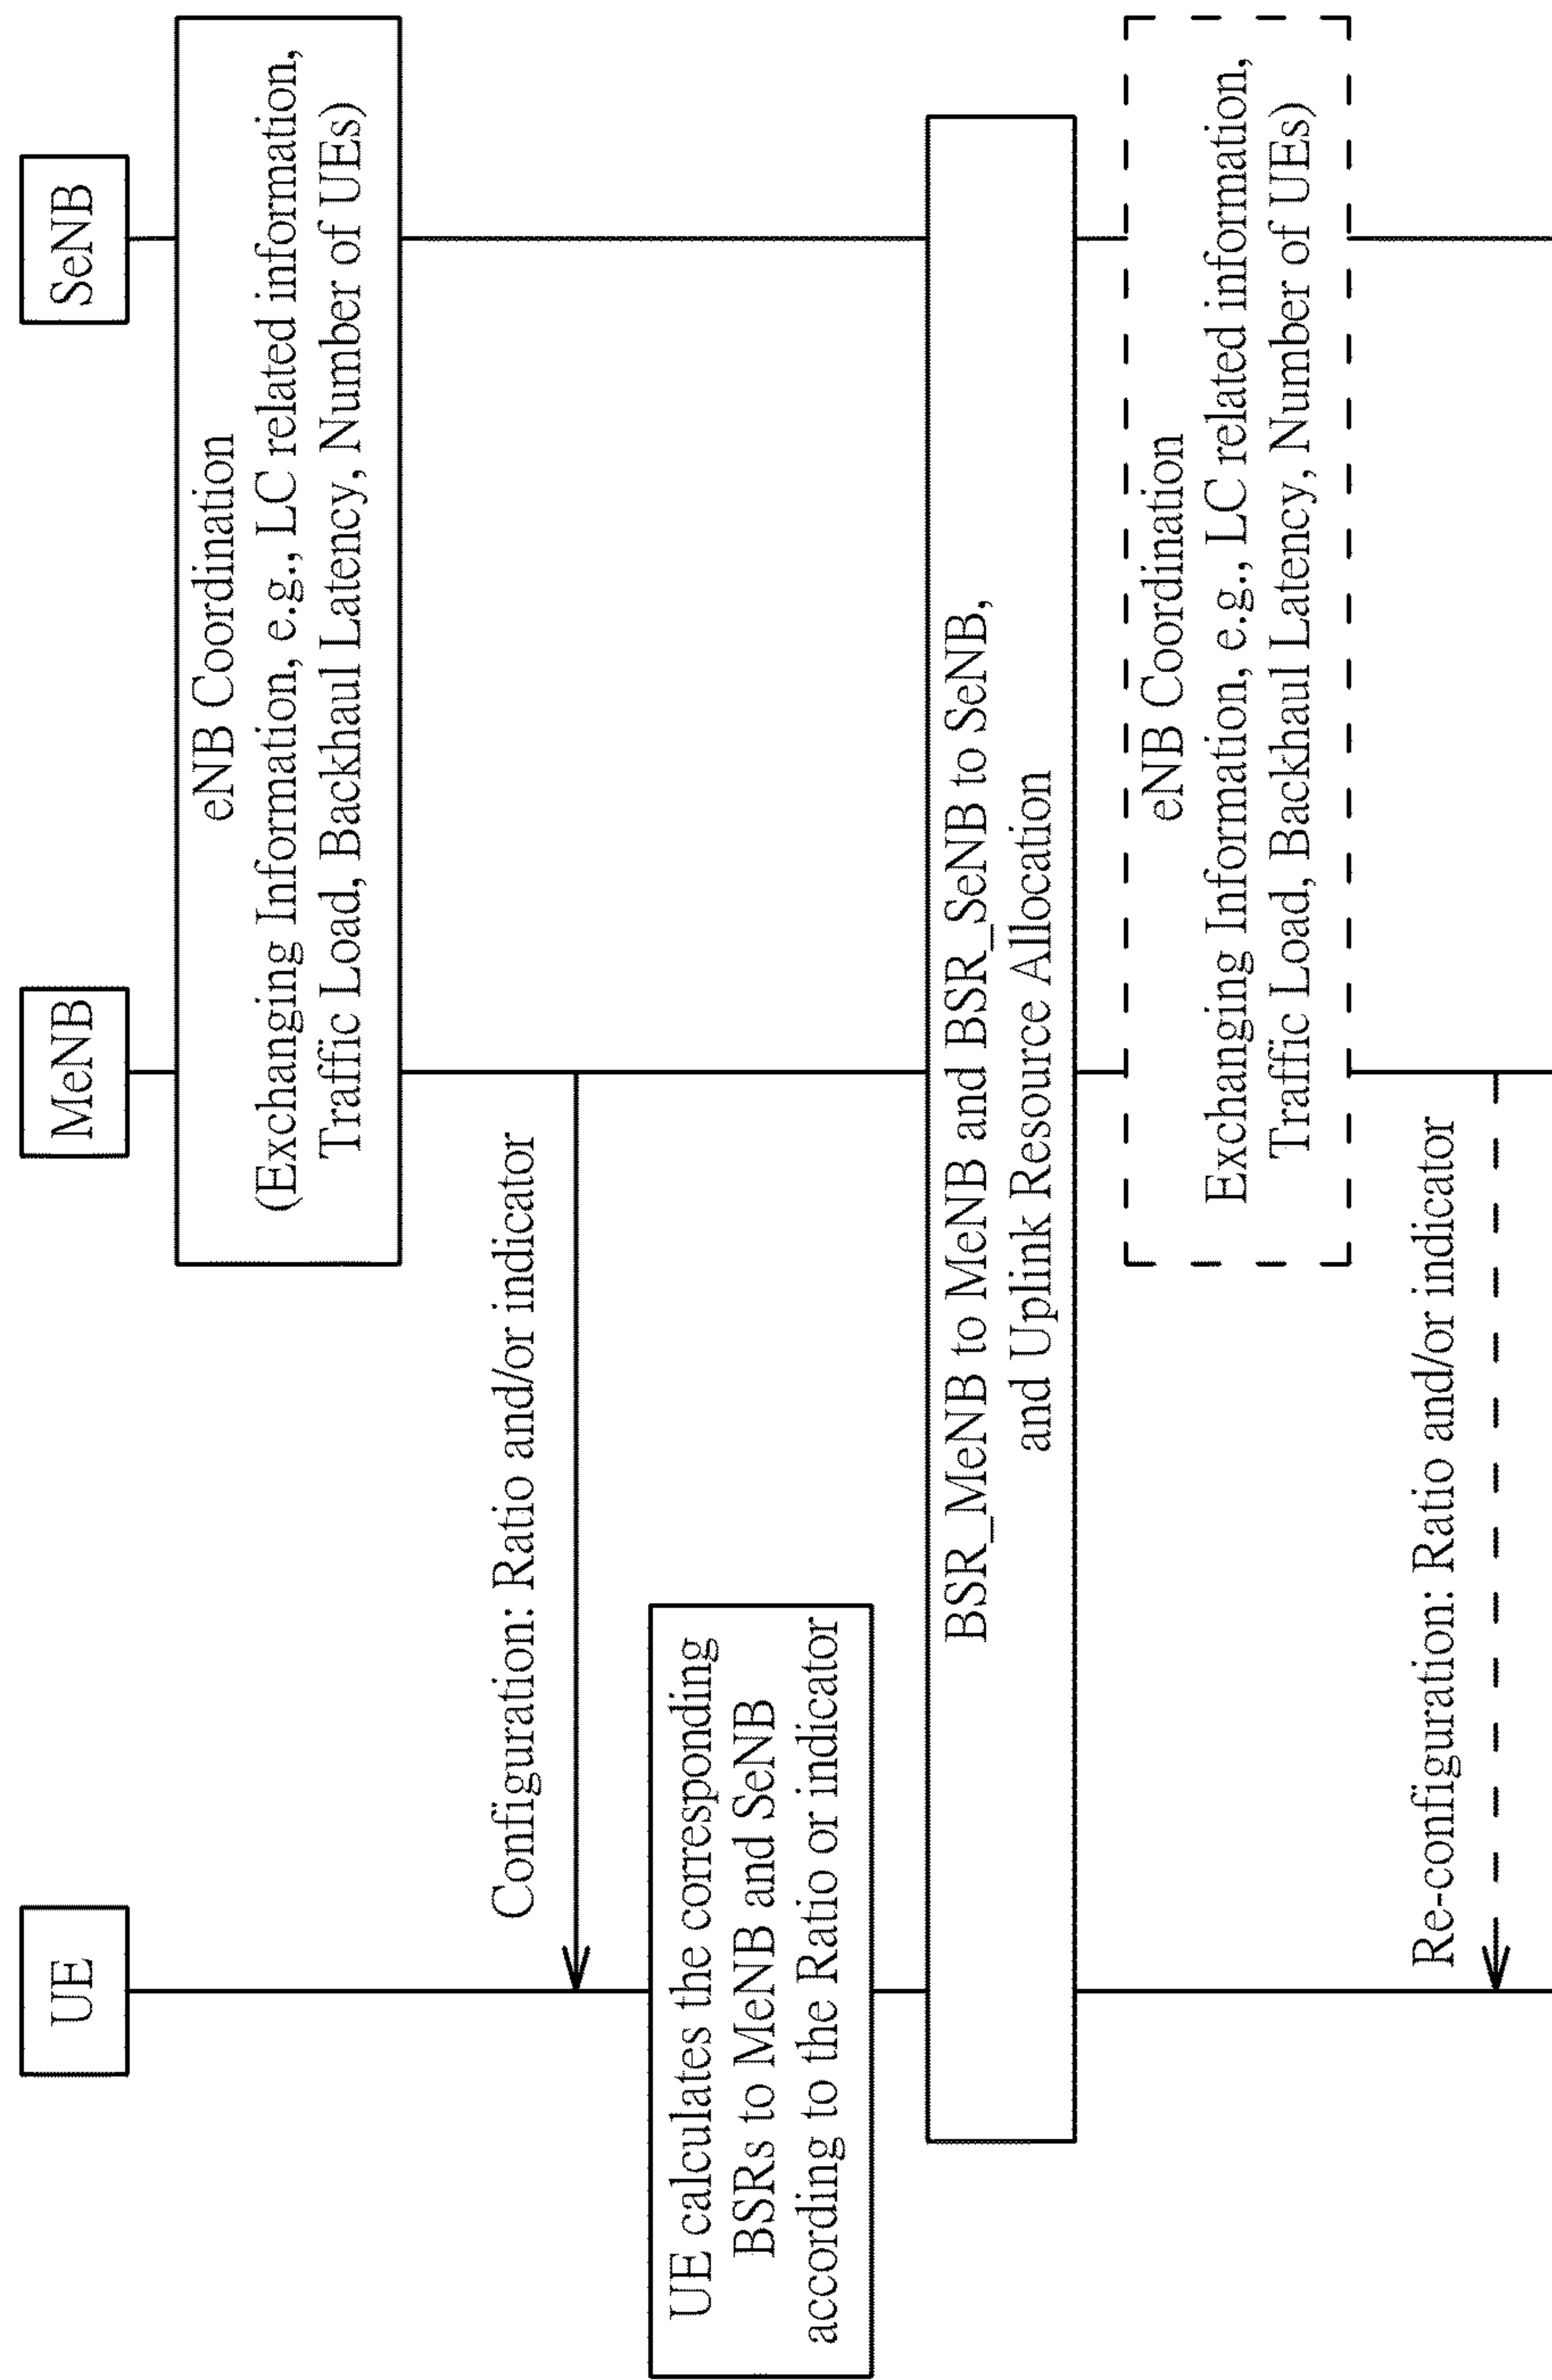 UE
MeNB
SeNB
eNB Coordination
(Exchanging Information, e.g., LC related information,
Traffic Load, Backhaul Latency, Number of UEs)
Configuration: Ratio and/or indicator
UE calculates the corresponding
BSRs to MeNB and SeNB
according to the Ratio or indicator
BSR_MeNB to MeNB and BSR_SeNB to SeNB,
and Uplink Resource Allocation
eNB Coordination
Exchanging Information, e.g., LC related information,
Traffic Load, Backhaul Latency, Number of UEs)
Re-configuration: Ratio and/or indicator